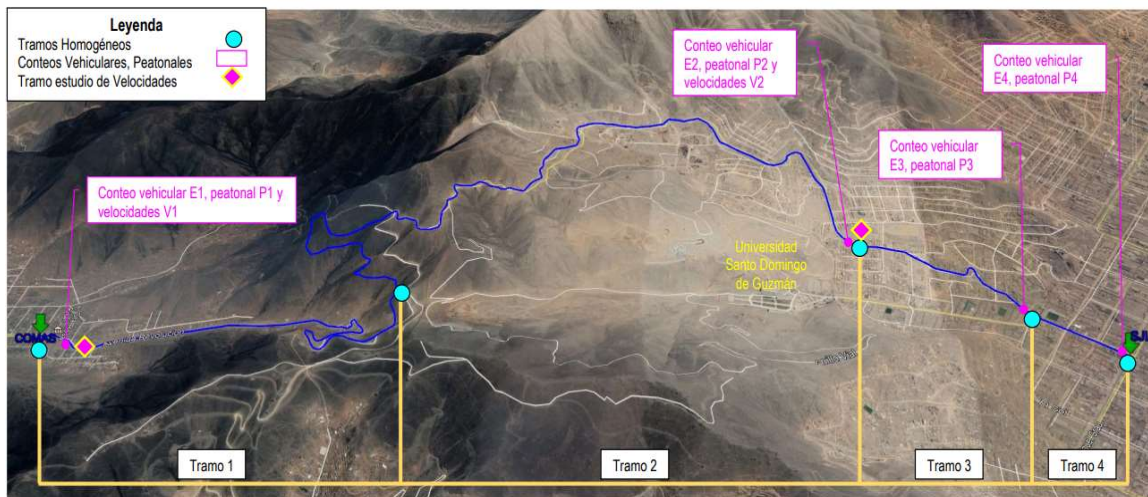 Leyenda
Tramos Homogéneos
Conteos Vehiculares, Peatonales
Tramo estudio de Velocidades
Conteo vehicular
E2, peatonal P2 y
velocidades V2
Conteo vehicular
E4, peatonal P4
Conteo vehicular
E3, peatonal P3
Conteo vehicular E1, peatonal P1 y
velocidades V1
Universidad
Santo Domingo
de Guzmán
COMAS
Tramo 1
Tramo 2
Tramo 3
Tramo 4